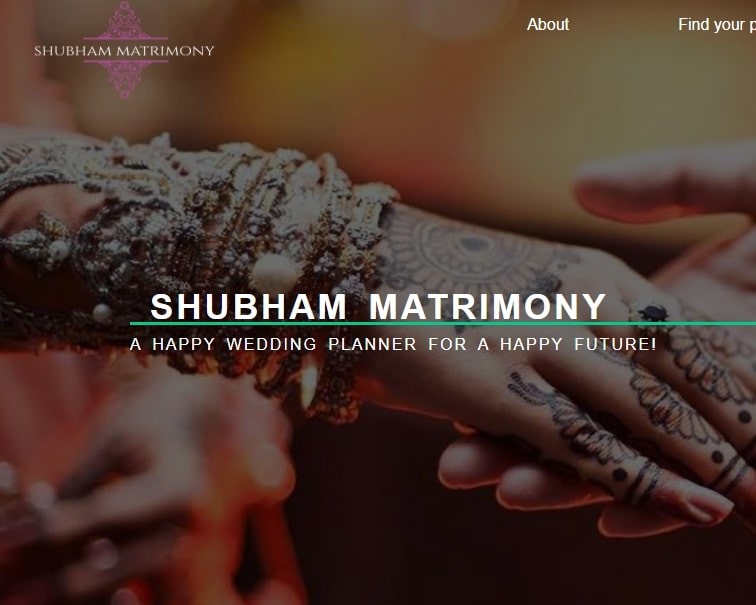 SHUBHAM MATRIMONY
About
Find your p
SHUBHAM MATRIMONY
A HAPPY WEDDING PLANNER FOR A HAPPY FUTURE!